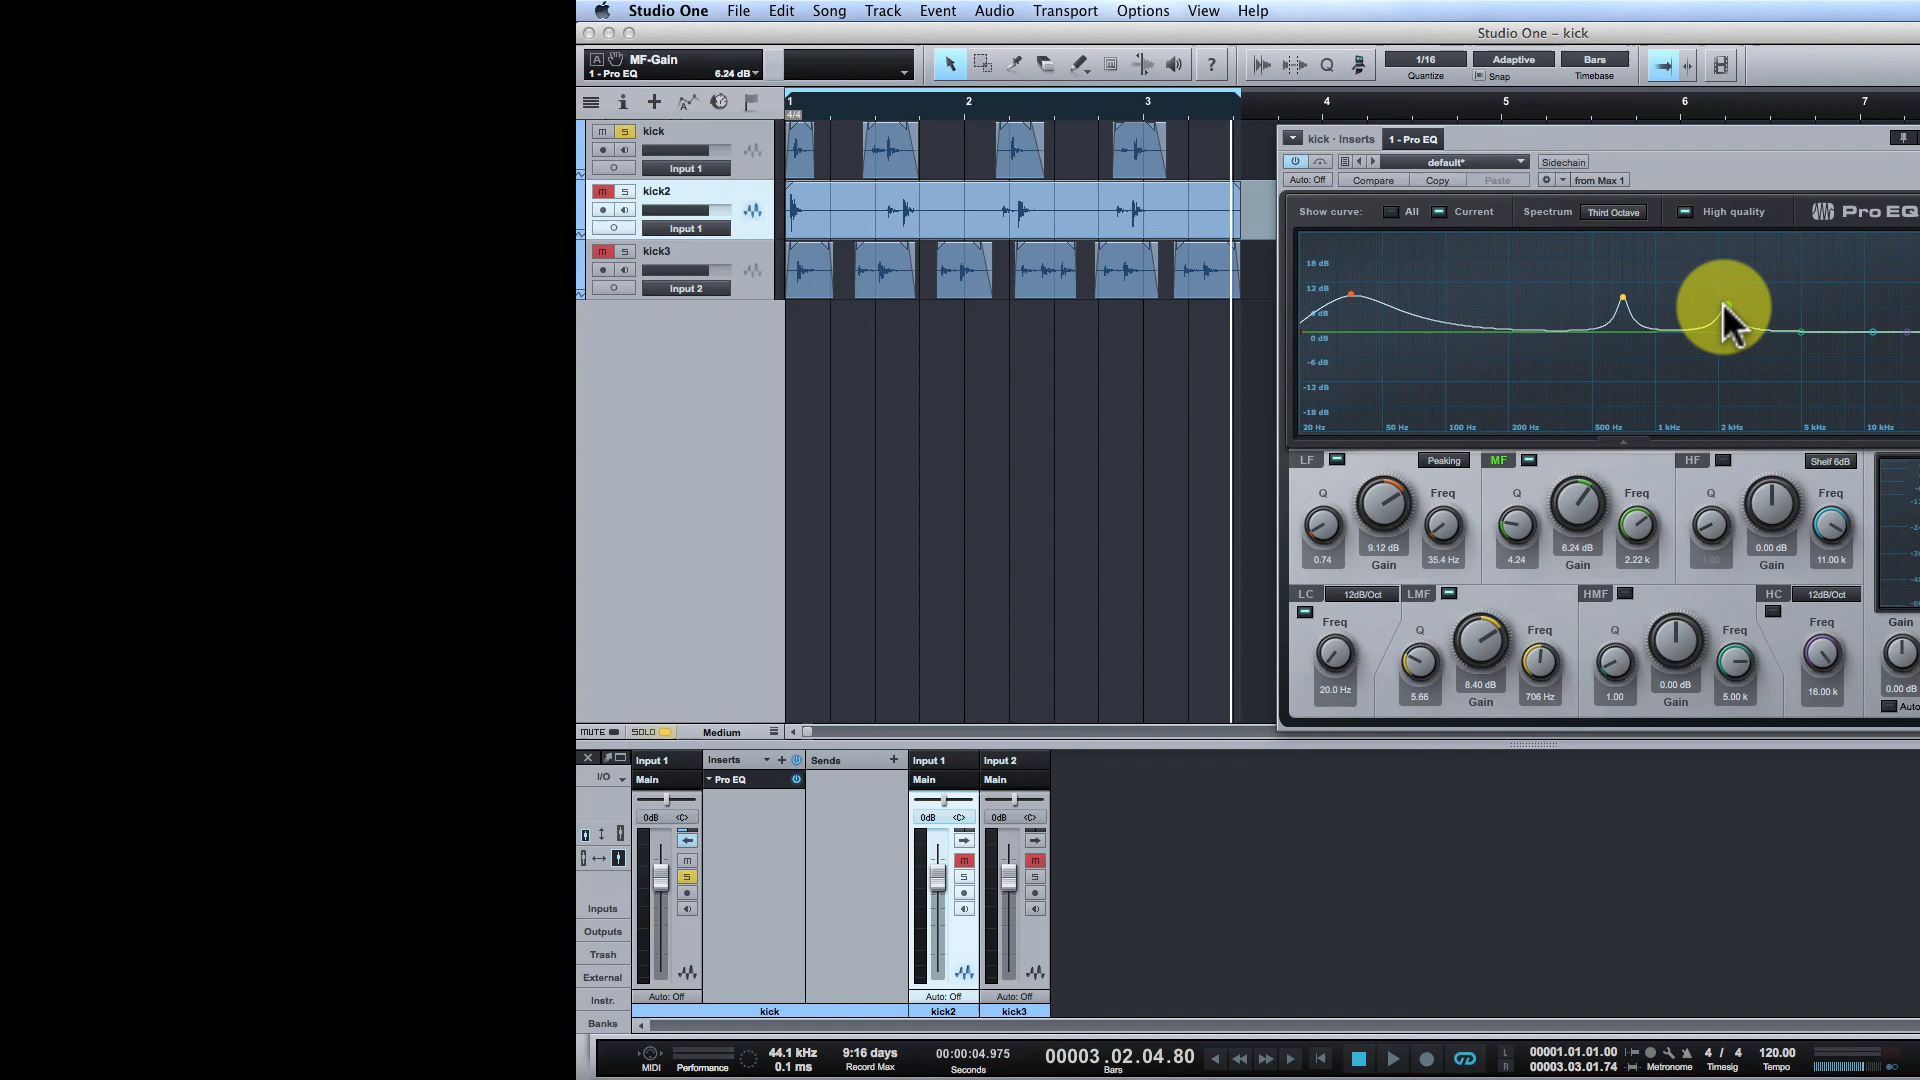 Studio One File Edit Song Track Event Audio Transport Options View Help
Studio One - kick
A MF-Gain
1 - Pro EQ 6.24 dB
1/16 Adaptive Bars
Quantize Snap Timebase
1 2 3 4 5 6 7
4/4
kick
M S
Input 1
kick2
M S
Input 1
kick3
M S
Input 2
kick · Inserts 1 - Pro EQ
default* Sidechain
Auto: Off Compare Copy Paste from Max 1
Show curve: All Current Spectrum Third Octave High quality Pro EQ
18 dB
12 dB
6 dB
0 dB
-6 dB
-12 dB
-18 dB
20 Hz 50 Hz 100 Hz 200 Hz 500 Hz 1 kHz 2 kHz 5 kHz 10 kHz
LF Peaking MF HF Shelf 6dB
Q Freq Q Freq Q Freq
0.74 9.12 dB 35.4 Hz 4.24 6.24 dB 2.22 k 1.00 0.00 dB 11.00 k
Gain Gain Gain
LC 12dB/Oct LMF HMF HC 12dB/Oct
Freq Q Freq Q Freq Freq Gain
20.0 Hz 5.66 8.40 dB 706 Hz 1.00 0.00 dB 5.00 k 16.00 k 0.00 dB
Gain Gain Auto
MUTE SOLO Medium
I/O
Input 1 Inserts Sends Input 1 Input 2
Main Pro EQ Main Main
0dB <C> 0dB <C> 0dB <C>
M M M
S S S
Inputs
Outputs
Trash
External
Instr.
Banks
Auto: Off Auto: Off Auto: Off
kick kick2 kick3
MIDI Performance
44.1 kHz
0.1 ms
9:16 days
Record Max
00:00:04.975
Seconds
00003.02.04.80
Bars
L 00001.01.01.00
R 00003.03.01.74
Metronome
4 / 4
Timesig
120.00
Tempo